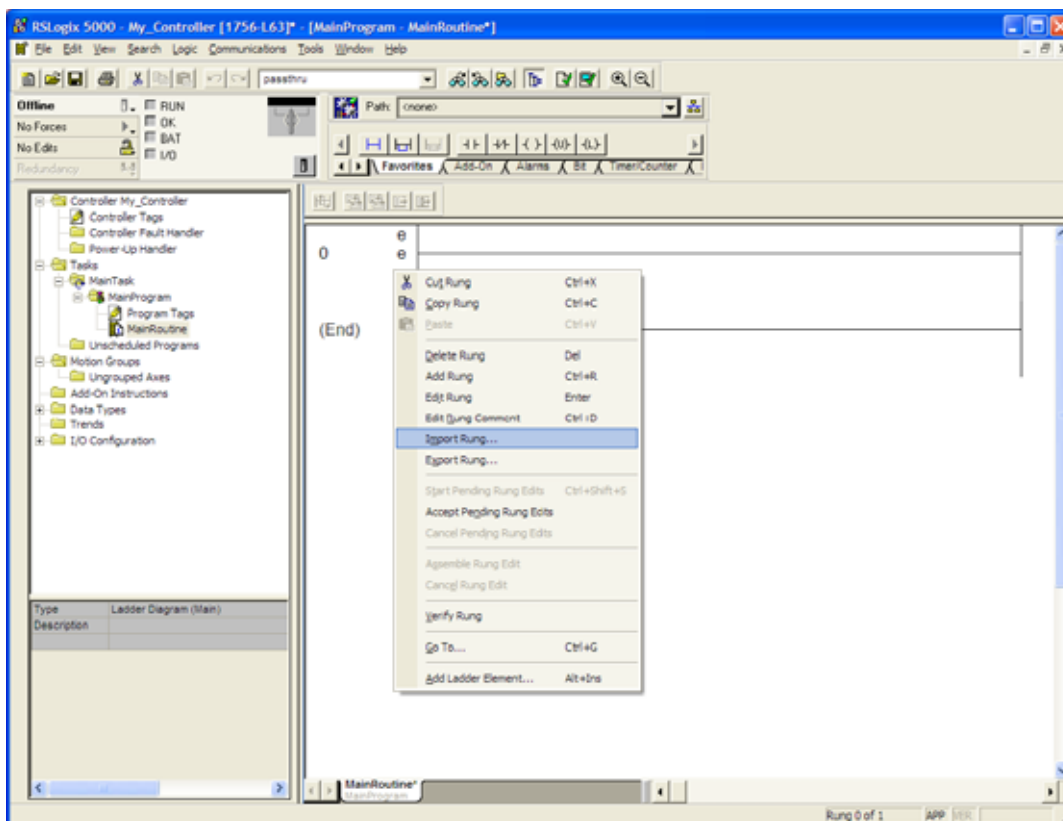 RSLogix 5000 - My_Controller [1756-L63]* - [MainProgram - MainRoutine*]
File Edit View Search Logic Communications Tools Window Help
passthru
Offline
RUN
No Forces
OK
No Edits
BAT
Redundancy
I/O
Path: <none>
Favorites Add-On Alarms Bit Timer/Counter
Controller My_Controller
Controller Tags
Controller Fault Handler
Power-Up Handler
Tasks
MainTask
MainProgram
Program Tags
MainRoutine
Unscheduled Programs
Motion Groups
Ungrouped Axes
Add-On Instructions
Data Types
Trends
I/O Configuration
Type Ladder Diagram (Main)
Description
e
0 e
(End)
Cut Rung Ctrl+X
Copy Rung Ctrl+C
Paste Ctrl+V
Delete Rung Del
Add Rung Ctrl+R
Edit Rung Enter
Edit Rung Comment Ctrl+D
Import Rung...
Export Rung...
Start Pending Rung Edits Ctrl+Shift+S
Accept Pending Rung Edits
Cancel Pending Rung Edits
Assemble Rung Edit
Cancel Rung Edit
Verify Rung
Go To... Ctrl+G
Add Ladder Element... Alt+Ins
MainRoutine*
MainProgram
Rung 0 of 1 APP VER